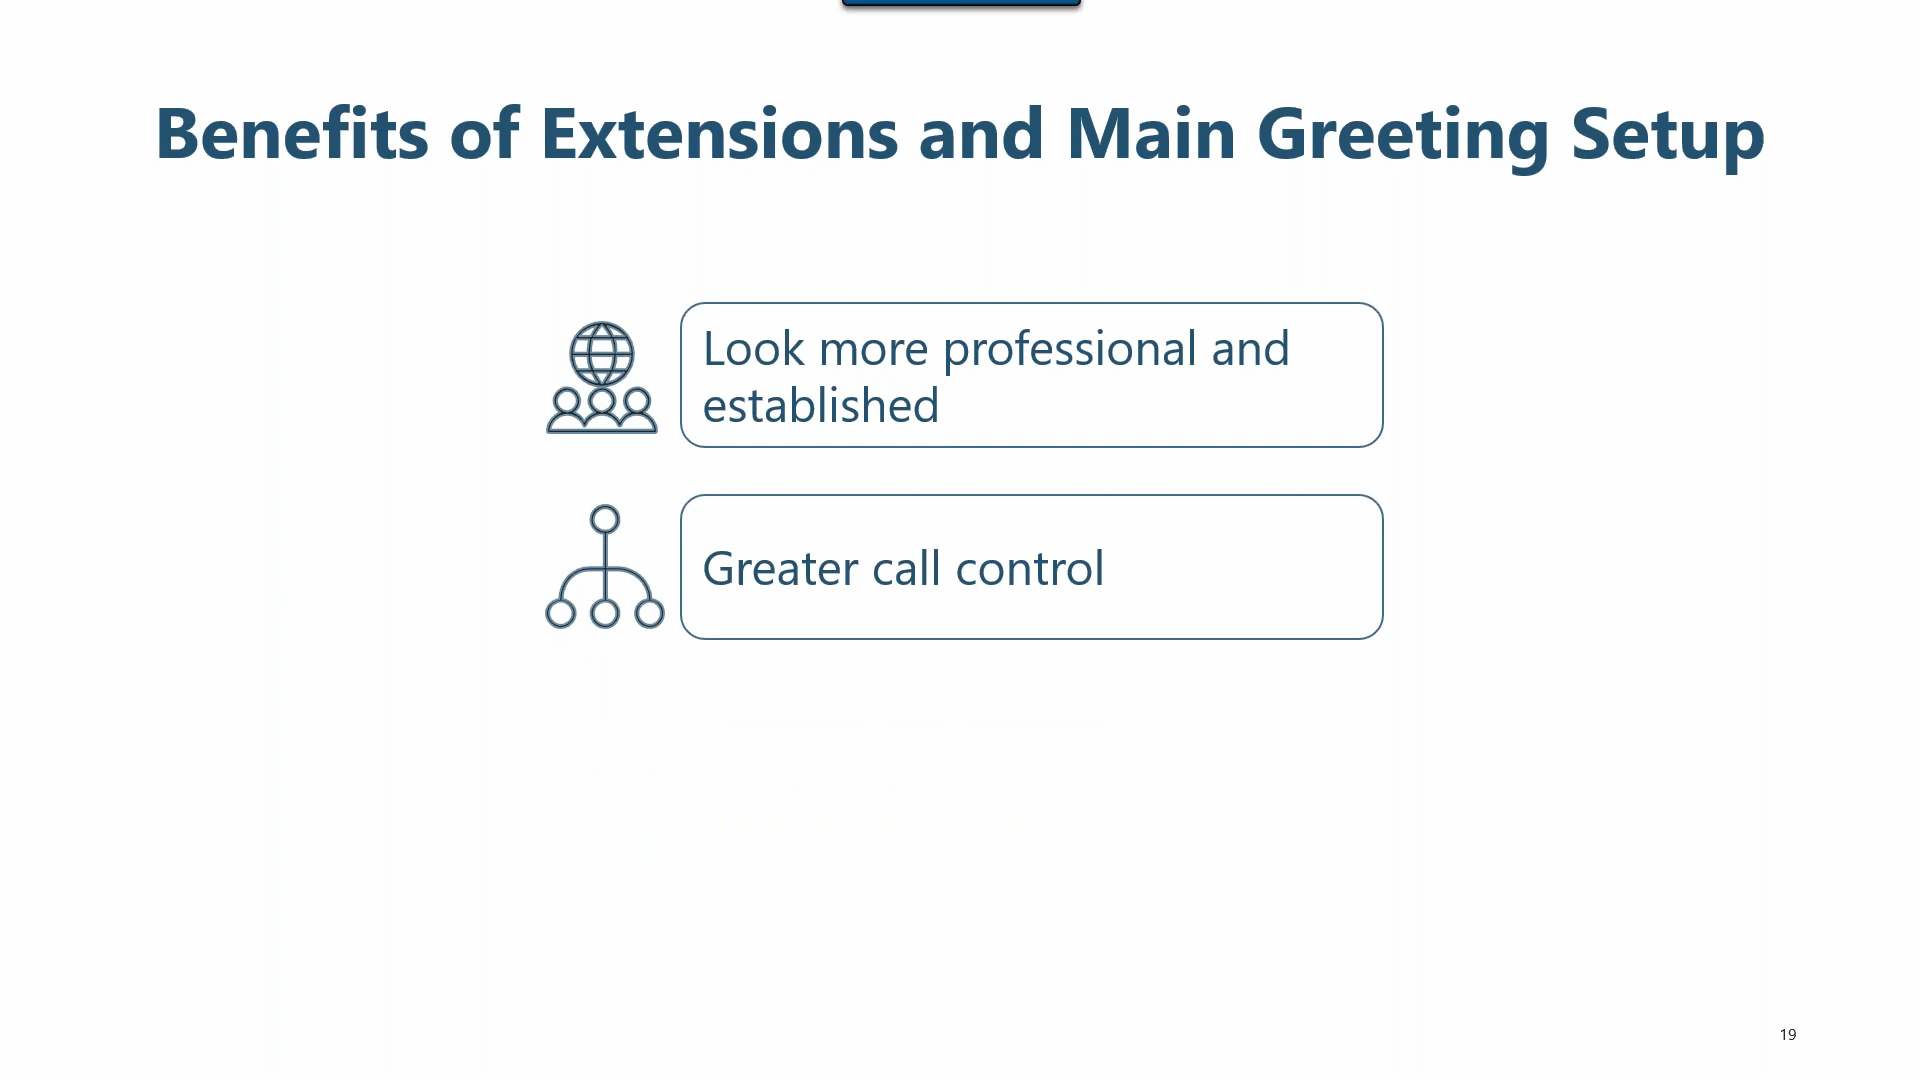 Benefits of Extensions and Main Greeting Setup
Look more professional and
established
Greater call control
19